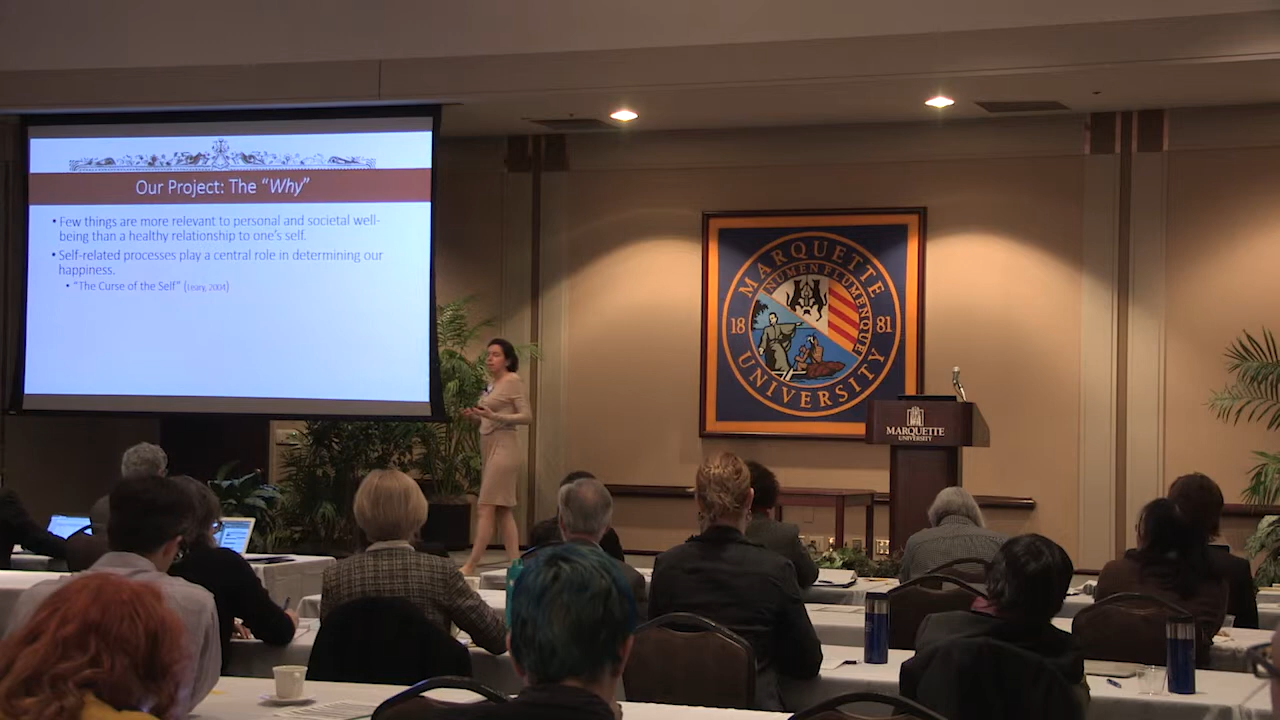 Our Project: The “Why”
• Few things are more relevant to personal and societal well-
being than a healthy relationship to one’s self.
• Self-related processes play a central role in determining our
happiness.
• “The Curse of the Self” (Leary, 2004)
MARQUETTE
NUMEN FLUMENQUE
18 81
UNIVERSITY
MARQUETTE
UNIVERSITY